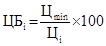 ЦБi = Цmin / Цi ×100